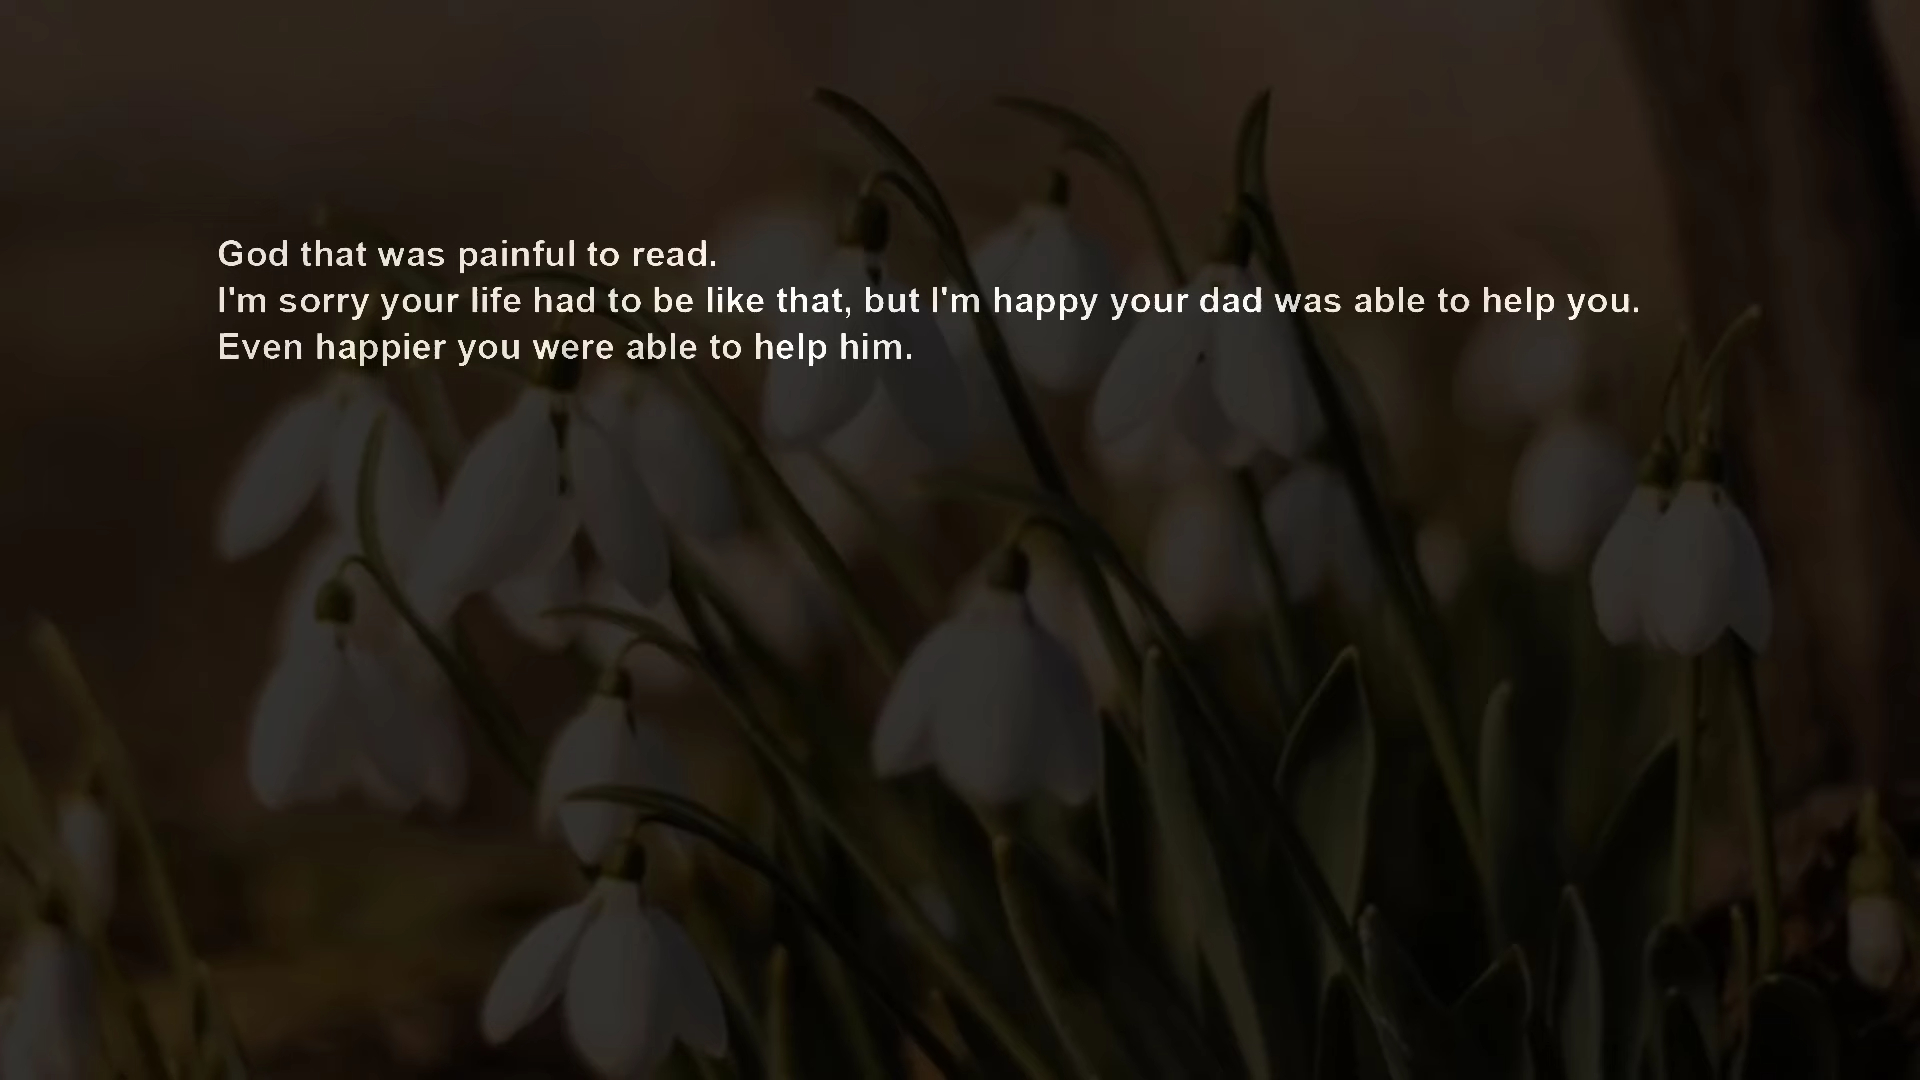 God that was painful to read.
I'm sorry your life had to be like that, but I'm happy your dad was able to help you.
Even happier you were able to help him.